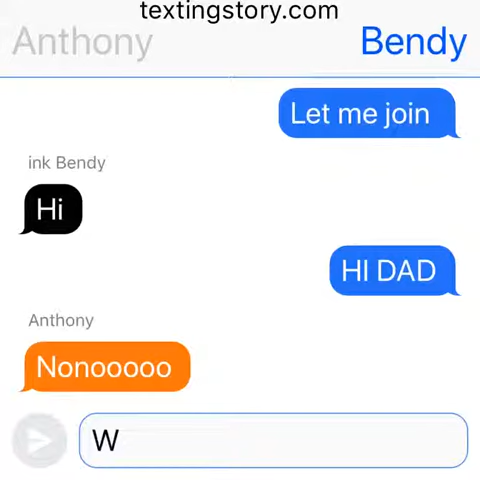 textingstory.com
Anthony Bendy
Let me join
ink Bendy
Hi
HI DAD
Anthony
Nonooooo
W